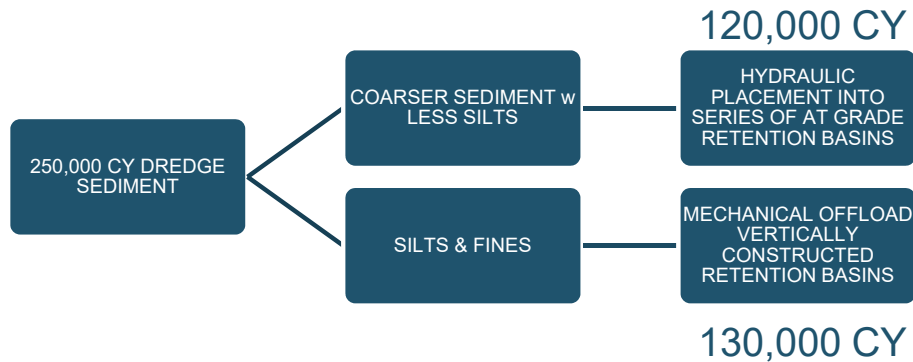 120,000 CY
COARSER SEDIMENT w
LESS SILTS
HYDRAULIC
PLACEMENT INTO
SERIES OF AT GRADE
RETENTION BASINS
250,000 CY DREDGE
SEDIMENT
SILTS & FINES
MECHANICAL OFFLOAD
VERTICALLY
CONSTRUCTED
RETENTION BASINS
130,000 CY